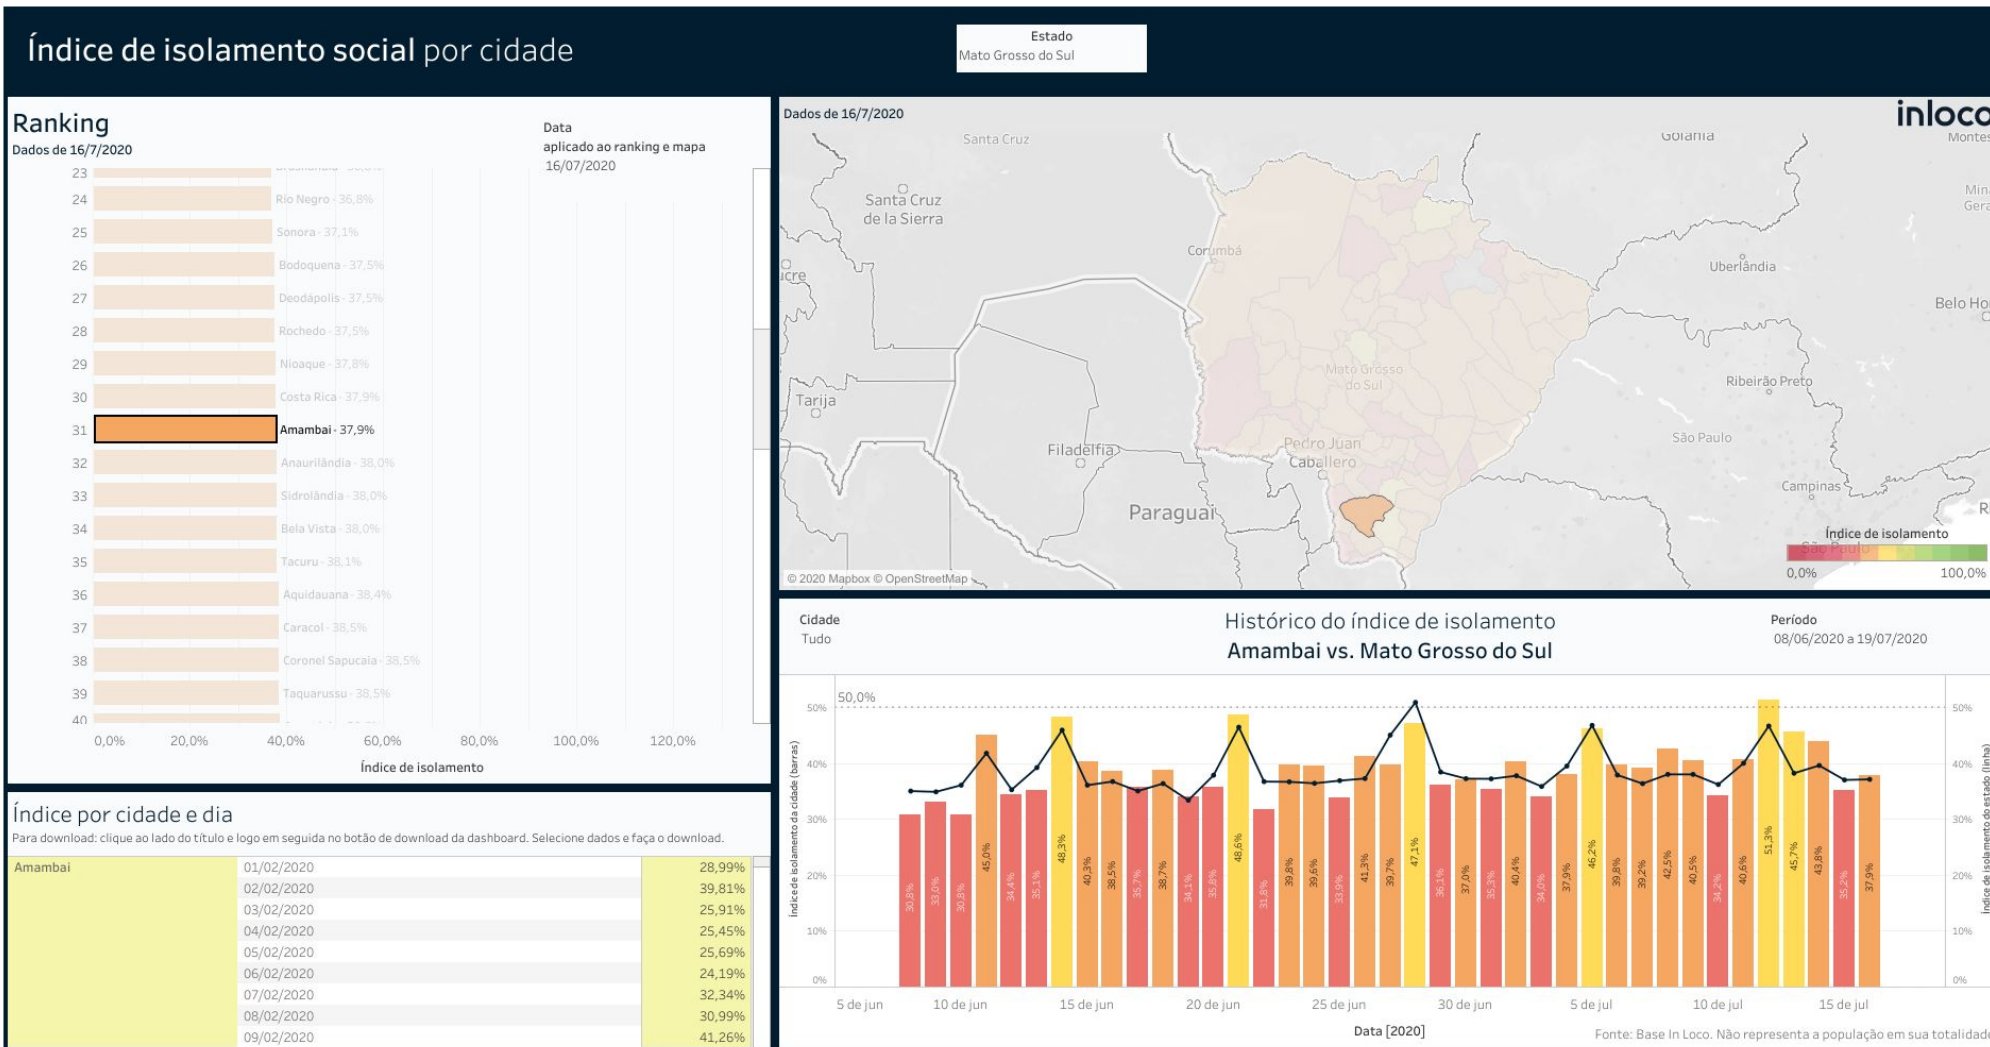 Índice de isolamento social por cidade
Estado
Mato Grosso do Sul
Ranking
Dados de 16/7/2020
Data
aplicado ao ranking e mapa
16/07/2020
23
24 Rio Negro - 36,8%
25 Sonora - 37,1%
26 Bodoquena - 37,5%
27 Deodápolis - 37,5%
28 Rochedo - 37,5%
29 Nioaque - 37,8%
30 Costa Rica - 37,9%
31 Amambai - 37,9%
32 Anaurilândia - 38,0%
33 Sidrolândia - 38,0%
34 Bela Vista - 38,0%
35 Tacuru - 38,1%
36 Aquidauana - 38,4%
37 Caracol - 38,5%
38 Coronel Sapucaia - 38,5%
39 Taquarussu - 38,5%
40
0,0% 20,0% 40,0% 60,0% 80,0% 100,0% 120,0%
Índice de isolamento
Índice por cidade e dia
Para download: clique ao lado do título e logo em seguida no botão de download da dashboard. Selecione dados e faça o download.
Amambai 01/02/2020 28,99%
02/02/2020 39,81%
03/02/2020 25,91%
04/02/2020 25,45%
05/02/2020 25,69%
06/02/2020 24,19%
07/02/2020 32,34%
08/02/2020 30,99%
09/02/2020 41,26%
Dados de 16/7/2020
inloco
Santa Cruz
Goiânia
Montes
Santa Cruz
de la Sierra
Mina
Gera
Corumbá
Uberlândia
ucre
Belo Ho
Mato Grosso
do Sul
Ribeirão Preto
Tarija
Pedro Juan
Caballero
Filadélfia
São Paulo
Campinas
Paraguai
R
Índice de isolamento
São Paulo
0,0% 100,0%
© 2020 Mapbox © OpenStreetMap
Cidade
Tudo
Histórico do índice de isolamento
Amambai vs. Mato Grosso do Sul
Período
08/06/2020 a 19/07/2020
50,0%
Índice de isolamento da cidade (barras)
50%
40%
30%
20%
10%
0%
30,8% 33,0% 30,8% 45,0% 34,4% 35,1% 48,3% 40,3% 38,5% 35,7% 38,7% 34,1% 35,8% 48,6% 31,8% 39,8% 39,6% 33,9% 41,3% 39,7% 47,1% 36,1% 37,0% 35,3% 40,4% 34,0% 37,9% 46,2% 39,8% 39,2% 42,5% 40,5% 34,2% 40,6% 51,3% 45,7% 43,8% 35,2% 37,9%
50%
40%
30%
20%
10%
0%
Índice de isolamento do estado (linha)
5 de jun 10 de jun 15 de jun 20 de jun 25 de jun 30 de jun 5 de jul 10 de jul 15 de jul
Data [2020]
Fonte: Base In Loco. Não representa a população em sua totalidade